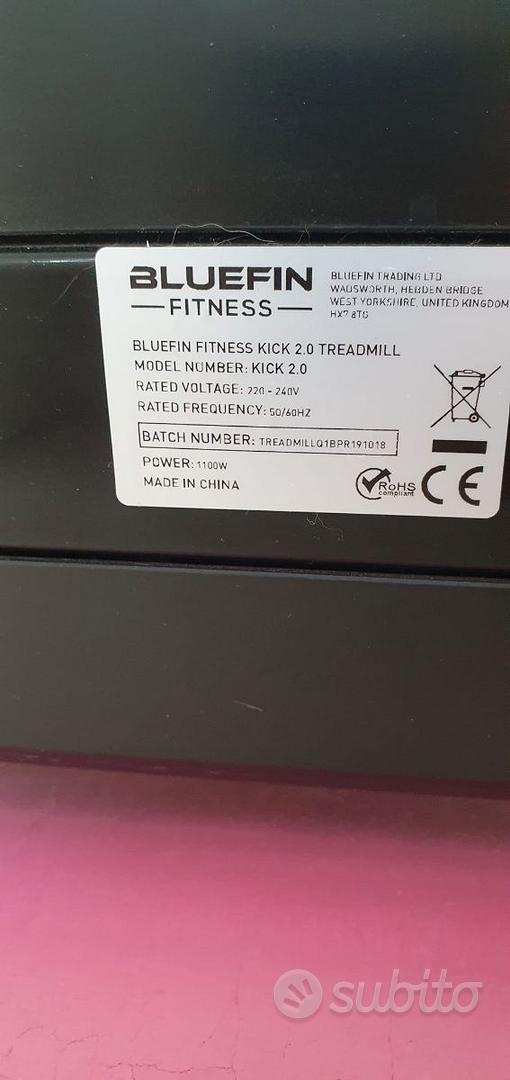 BLUEFIN
FITNESS
BLUEFIN TRADING LTD
WADSWORTH, HEBDEN BRIDGE
WEST YORKSHIRE, UNITED KINGDOM
HX7 8TG
BLUEFIN FITNESS KICK 2.0 TREADMILL
MODEL NUMBER: KICK 2.0
RATED VOLTAGE: 220 - 240V
RATED FREQUENCY: 50/60HZ
BATCH NUMBER: TREADMILLQ1BPR191018
POWER: 1100W
MADE IN CHINA
RoHS
compliant
CE
subito